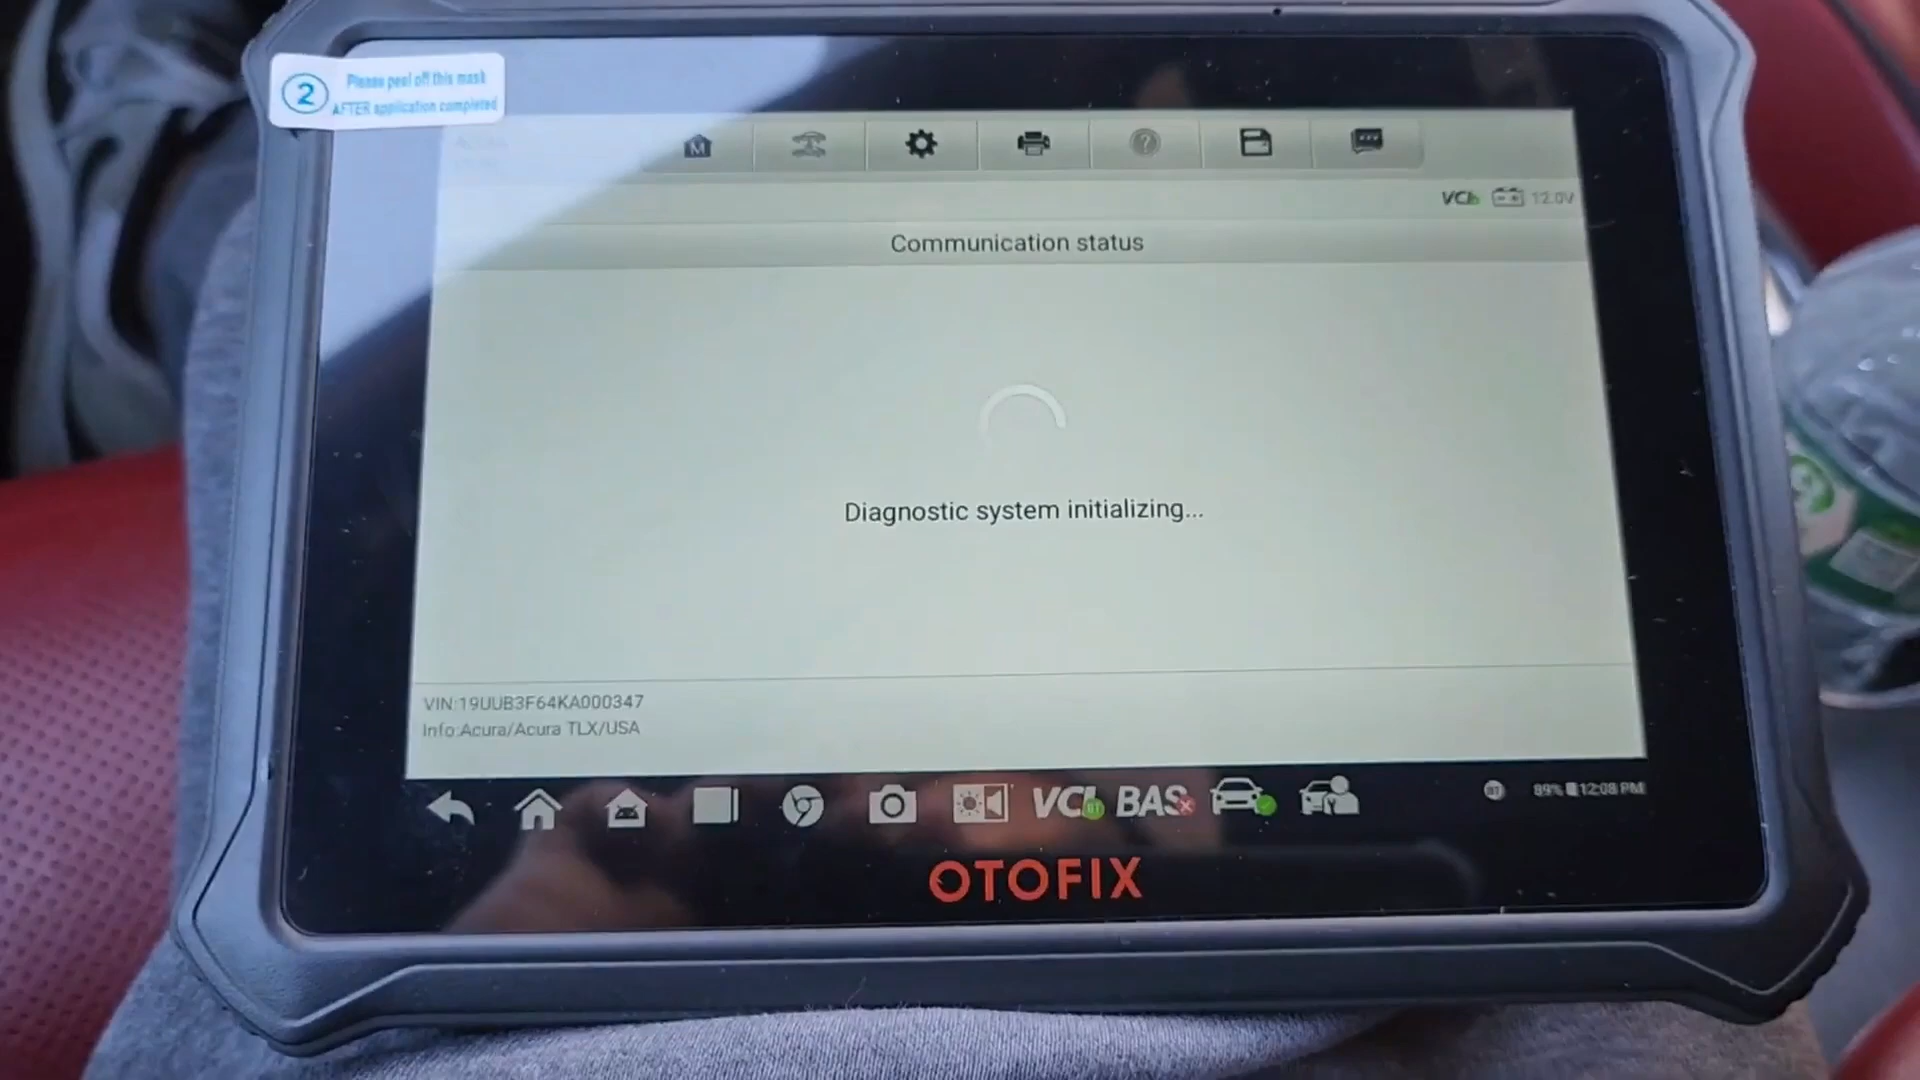 2
Please peel off this mask
AFTER application completed
M
?
VCI 12.0V
Communication status
Diagnostic system initializing...
VIN:19UUB3F64KA000347
Info:Acura/Acura TLX/USA
VCI BAS
89% 12:08 PM
OTOFIX